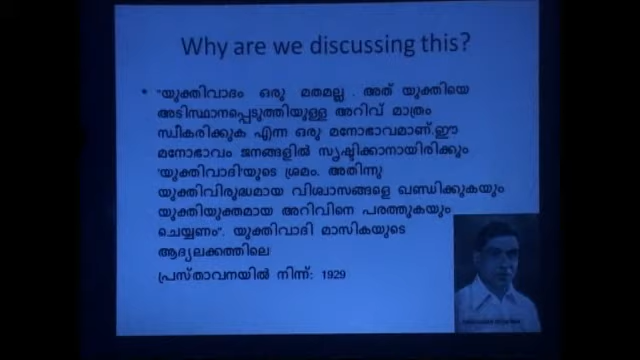 Why are we discussing this?
• "യുക്തിവാദം ഒരു മതമല്ല . അത് യുക്തിയെ
അടിസ്ഥാനപ്പെടുത്തിയുള്ള അറിവ് മാത്രം
സ്വീകരിക്കുക എന്ന ഒരു മനോഭാവമാണ്.ഈ
മനോഭാവം ജനങ്ങളിൽ സൃഷ്ടിക്കാനായിരിക്കും
'യുക്തിവാദി'യുടെ ശ്രമം. അതിന്നു
യുക്തിവിരുദ്ധമായ വിശ്വാസങ്ങളെ ഖണ്ഡിക്കുകയും
യുക്തിയുക്തമായ അറിവിനെ പരത്തുകയും
ചെയ്യണം". യുക്തിവാദി മാസികയുടെ
ആദ്യലക്കത്തിലെ
പ്രസ്താവനയിൽ നിന്ന്: 1929